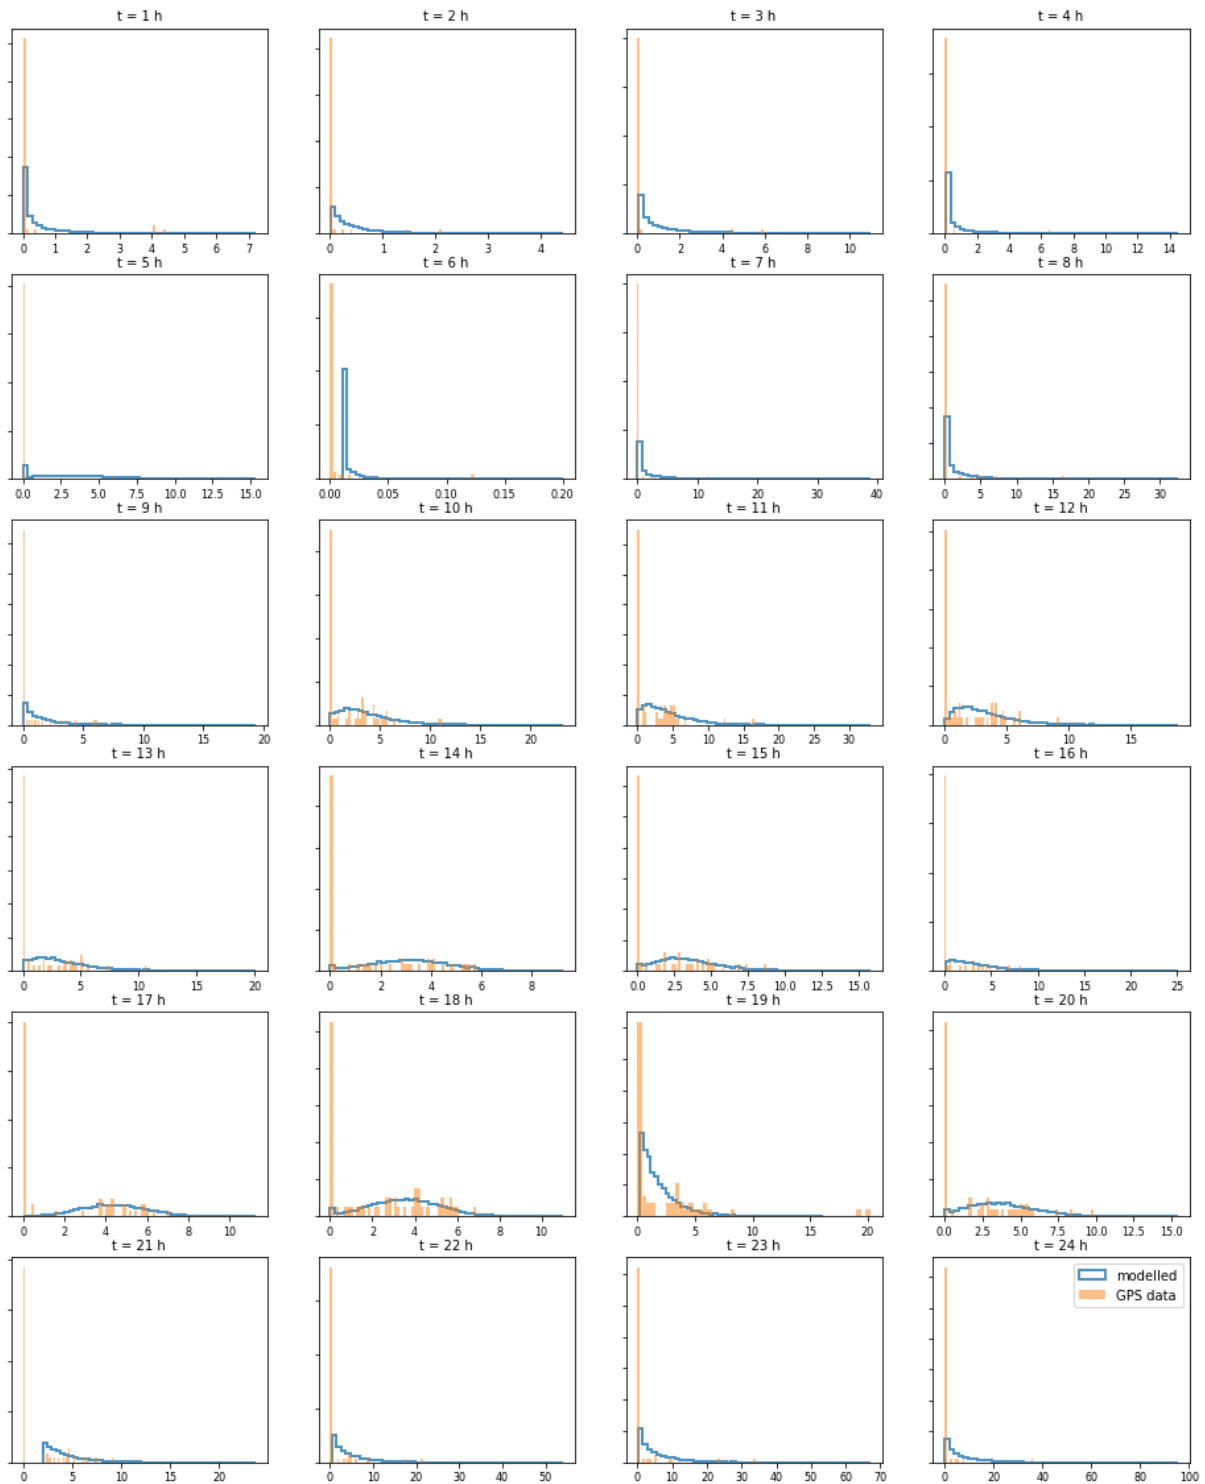 t = 1 h t = 2 h t = 3 h t = 4 h
0 1 2 3 4 5 6 7 0 1 2 3 4 0 2 4 6 8 10 0 2 4 6 8 10 12 14
t = 5 h t = 6 h t = 7 h t = 8 h
0.0 2.5 5.0 7.5 10.0 12.5 15.0 0.00 0.05 0.10 0.15 0.20 0 10 20 30 40 0 5 10 15 20 25 30
t = 9 h t = 10 h t = 11 h t = 12 h
0 5 10 15 20 0 5 10 15 20 0 5 10 15 20 25 30 0 5 10 15
t = 13 h t = 14 h t = 15 h t = 16 h
0 5 10 15 20 0 2 4 6 8 0.0 2.5 5.0 7.5 10.0 12.5 15.0 0 5 10 15 20 25
t = 17 h t = 18 h t = 19 h t = 20 h
0 2 4 6 8 10 0 2 4 6 8 10 0 5 10 15 20 0.0 2.5 5.0 7.5 10.0 12.5 15.0
t = 21 h t = 22 h t = 23 h t = 24 h
modelled
GPS data
0 5 10 15 20 0 10 20 30 40 50 0 10 20 30 40 50 60 70 0 20 40 60 80 100